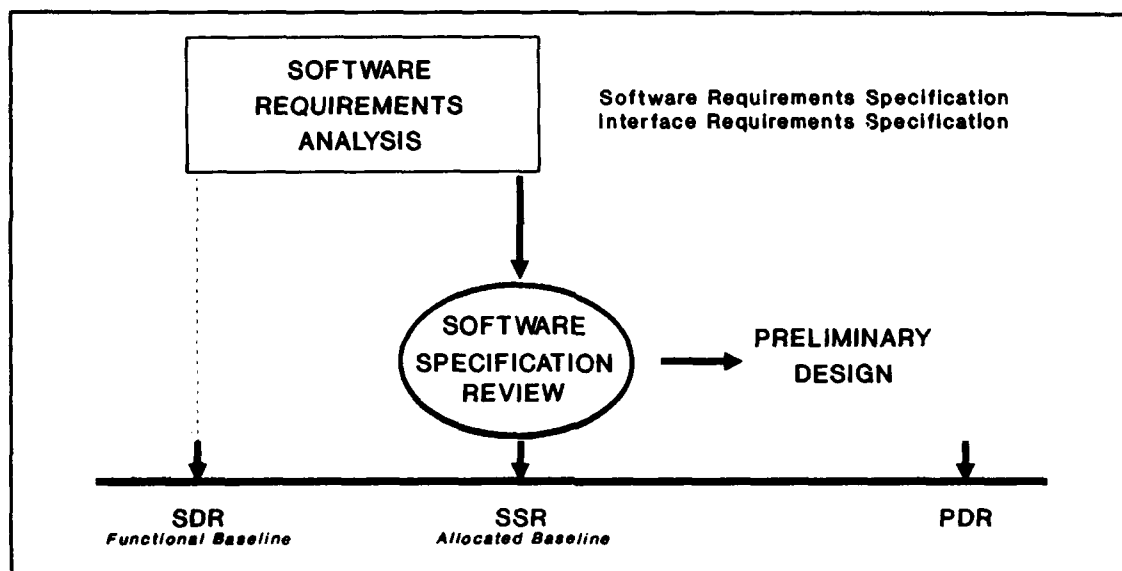 SOFTWARE
REQUIREMENTS
ANALYSIS
Software Requirements Specification
Interface Requirements Specification
SOFTWARE
SPECIFICATION
REVIEW
PRELIMINARY
DESIGN
SDR
Functional Baseline
SSR
Allocated Baseline
PDR